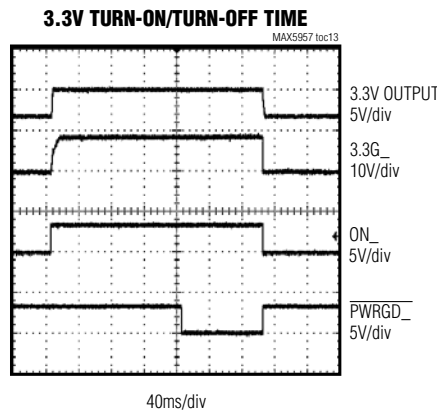 3.3V TURN-ON/TURN-OFF TIME
MAX5957 toc13
3.3V OUTPUT
5V/div
3.3G_
10V/div
ON_
5V/div
PWRGD_
5V/div
40ms/div